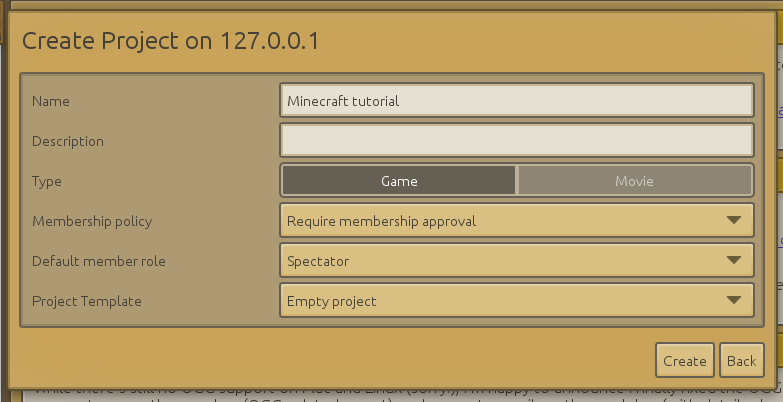 Create Project on 127.0.0.1
Name
Minecraft tutorial
Description
Type
Game
Movie
Membership policy
Require membership approval
Default member role
Spectator
Project Template
Empty project
Create
Back